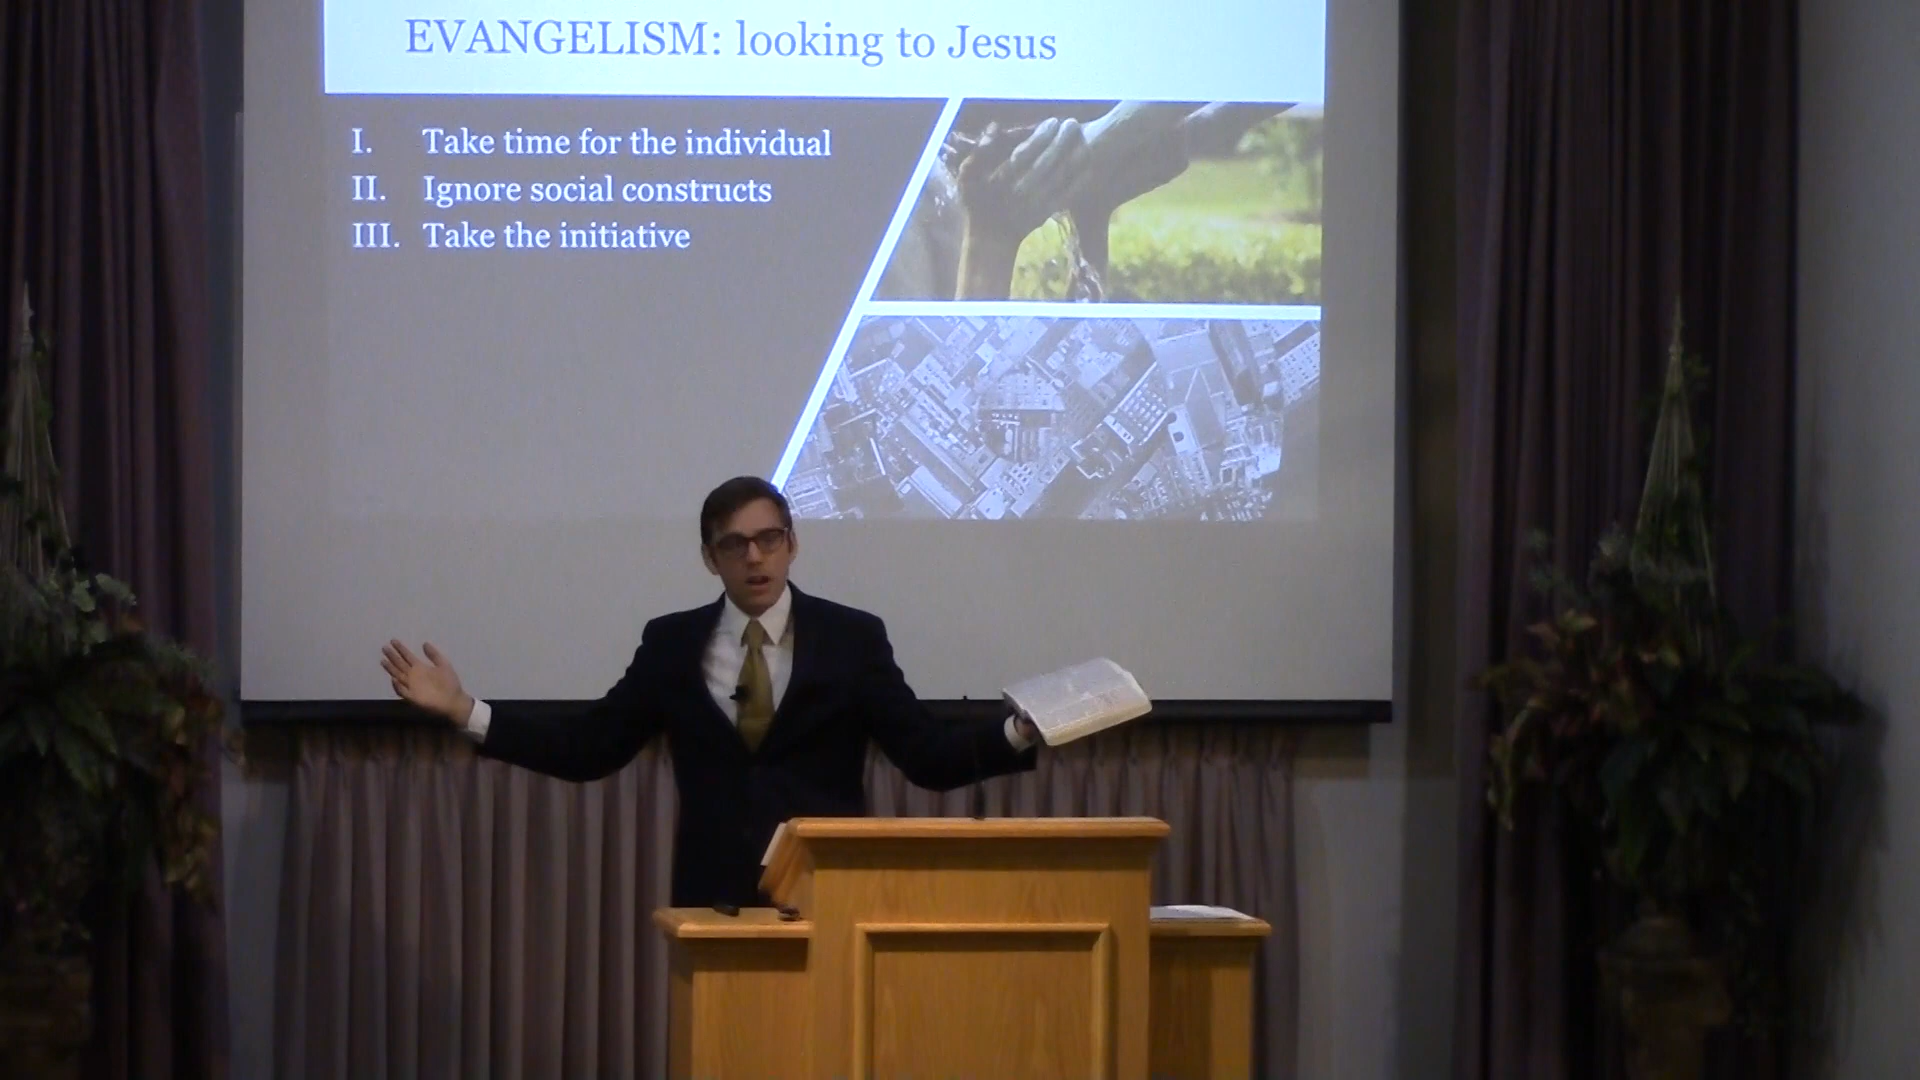 EVANGELISM: looking to Jesus
I. Take time for the individual
II. Ignore social constructs
III. Take the initiative